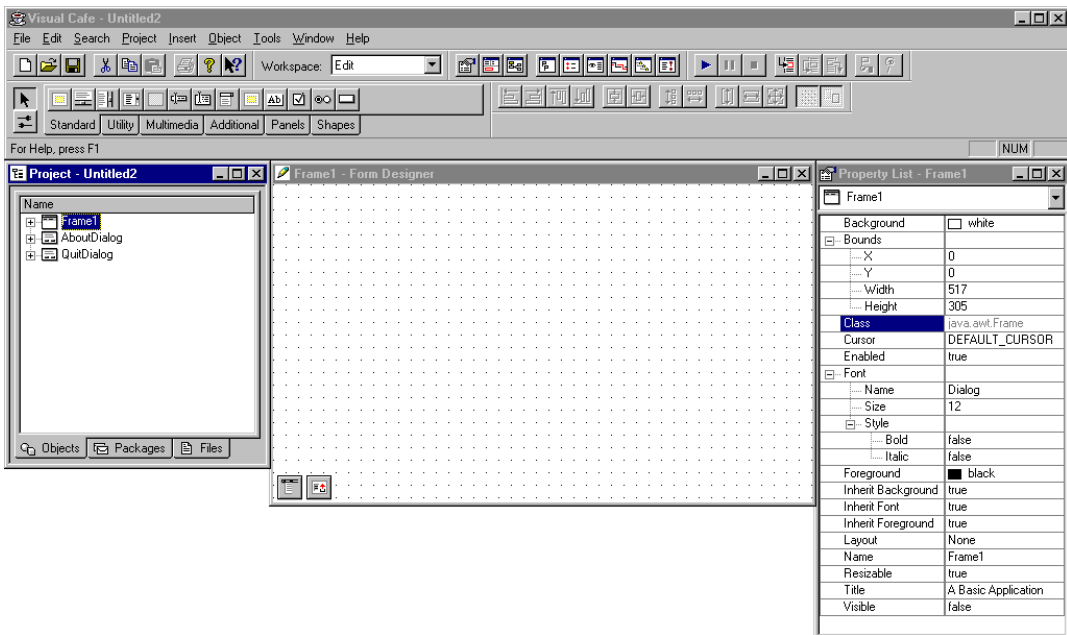 Visual Cafe - Untitled2
File Edit Search Project Insert Object Tools Window Help
Workspace: Edit
Ab
Standard Utility Multimedia Additional Panels Shapes
For Help, press F1
NUM
Project - Untitled2
Name
Frame1
AboutDialog
QuitDialog
Objects Packages Files
Frame1 - Form Designer
Property List - Frame1
Frame1
Background white
Bounds
X 0
Y 0
Width 517
Height 305
Class java.awt.Frame
Cursor DEFAULT_CURSOR
Enabled true
Font
Name Dialog
Size 12
Style
Bold false
Italic false
Foreground black
Inherit Background true
Inherit Font true
Inherit Foreground true
Layout None
Name Frame1
Resizable true
Title A Basic Application
Visible false